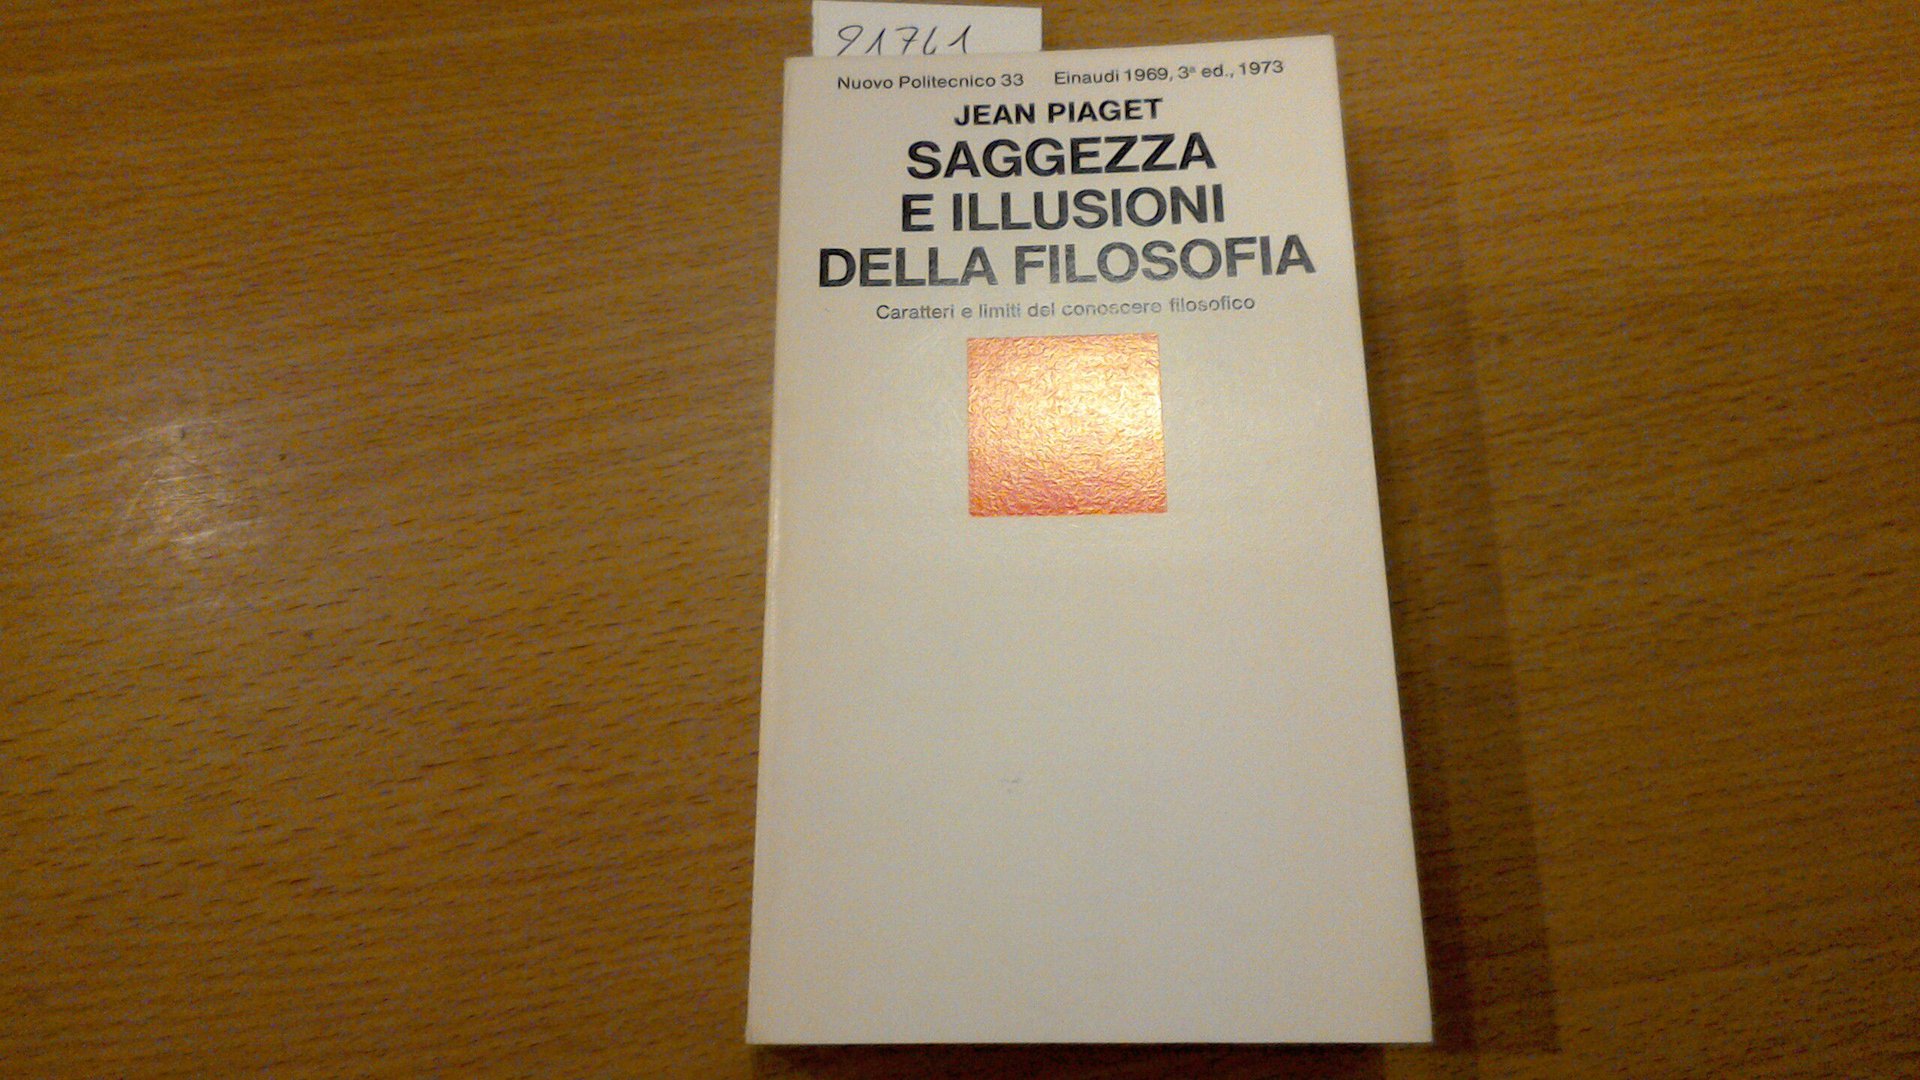 91741
Nuovo Politecnico 33 Einaudi 1969, 3ª ed., 1973
JEAN PIAGET
SAGGEZZA
E ILLUSIONI
DELLA FILOSOFIA
Caratteri e limiti del conoscere filosofico